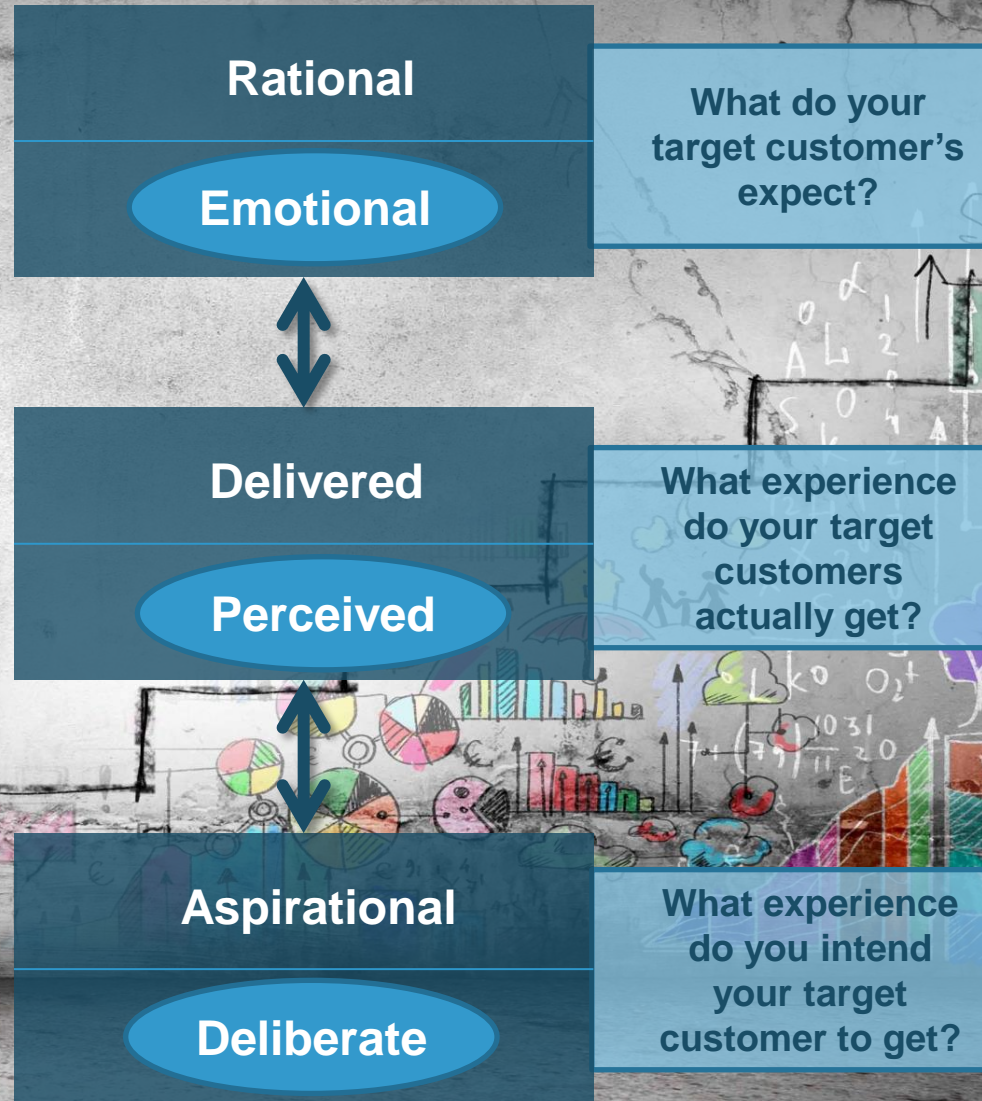 Rational
Emotional
What do your
target customer’s
expect?
Delivered
Perceived
What experience
do your target
customers
actually get?
Aspirational
Deliberate
What experience
do you intend
your target
customer to get?